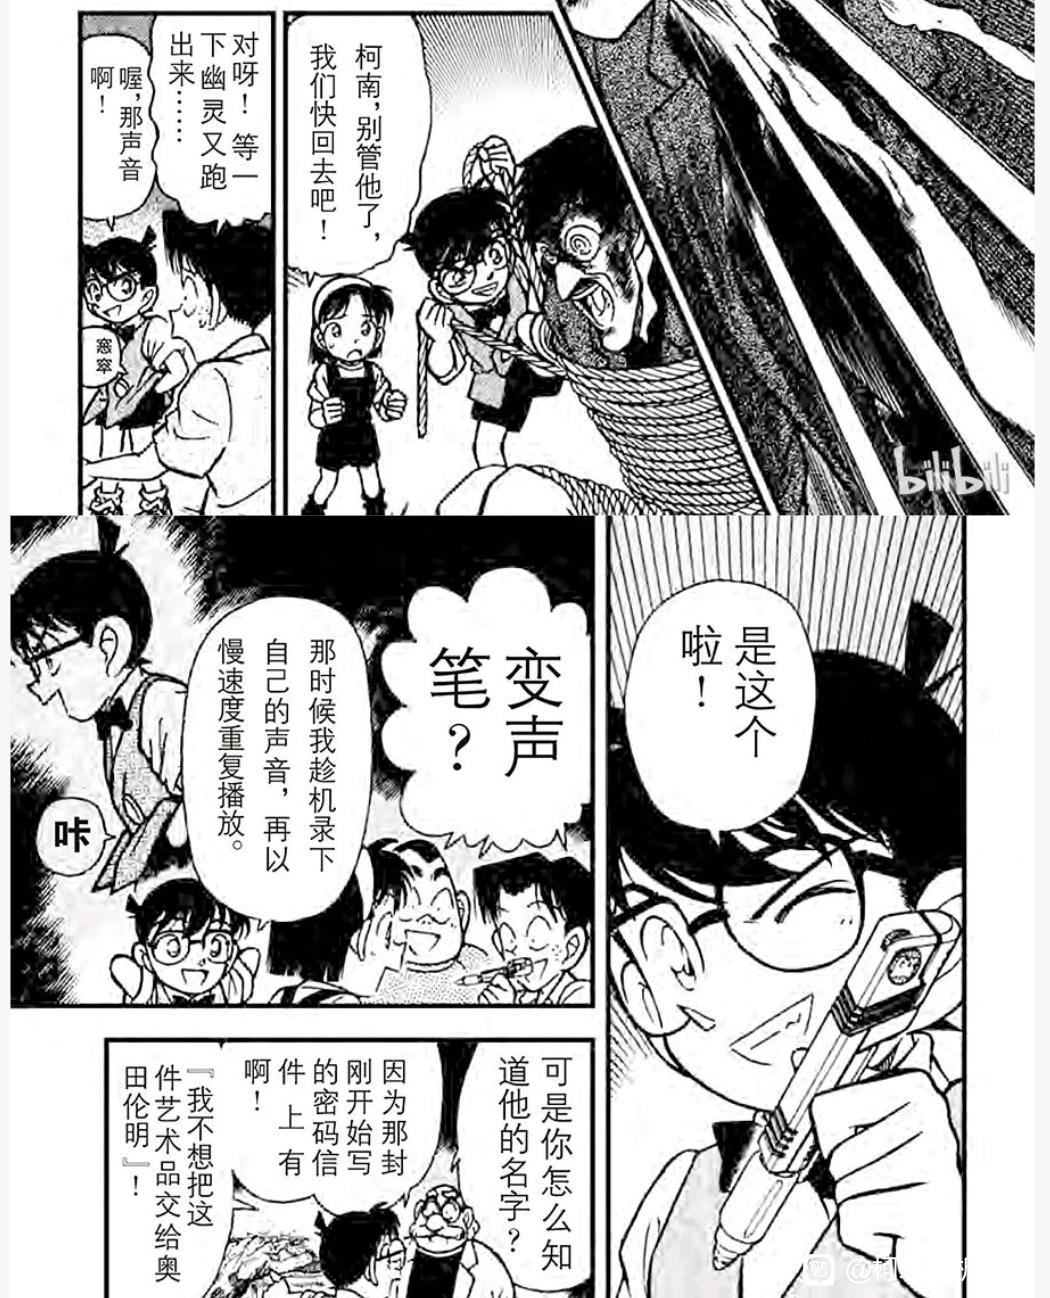 柯南，别管他了，
我们快回去吧！
对呀！等一
下幽灵又跑
出来……
喔，那声音
啊！
窸窣
bilibili
是这个
啦！
变声
笔？
那时候我趁机录下
自己的声音，再以
慢速度重复播放。
咔
可是你怎么知
道他的名字？
因为那封
刚开始写
的密码信
件上有
啊！
『我不想把这
件艺术品交给奥
田伦明』！
贴 @柯